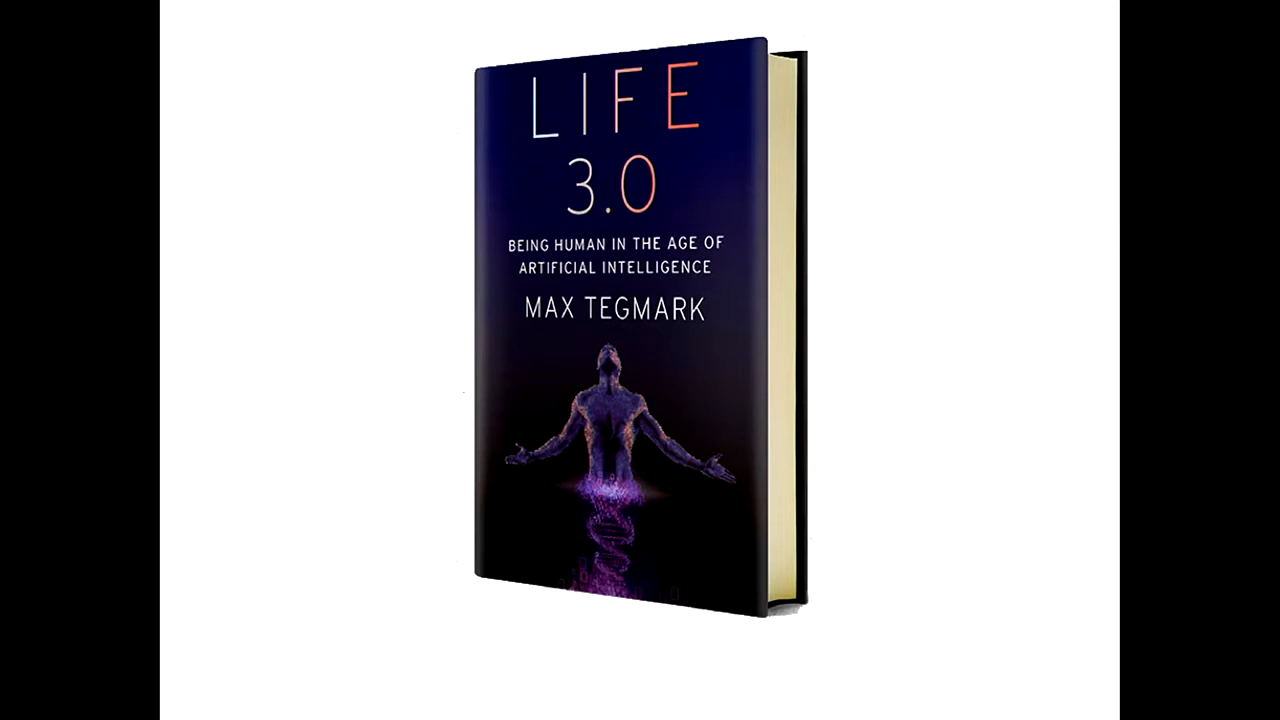 LIFE
3.0
BEING HUMAN IN THE AGE OF
ARTIFICIAL INTELLIGENCE
MAX TEGMARK